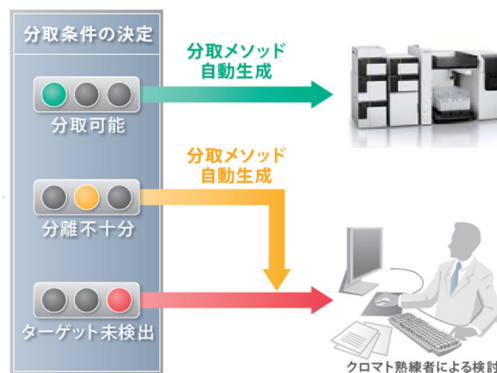 分取条件の決定
分取メソッド
自動生成
分取可能
分取メソッド
自動生成
分離不十分
ターゲット未検出
クロマト熟練者による検討